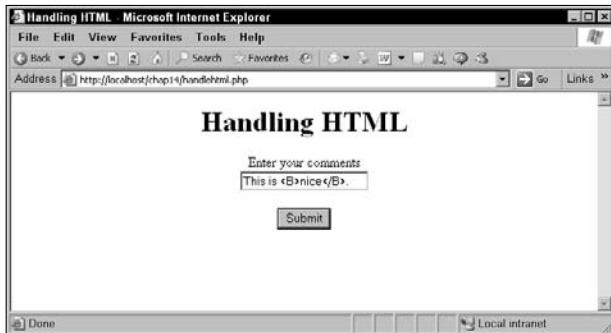 Handling HTML - Microsoft Internet Explorer
File Edit View Favorites Tools Help
Back Search Favorites
Address http://localhost/chap14/handlehtml.php Go Links »
Handling HTML
Enter your comments
This is <B>nice</B>.
Submit
Done Local intranet